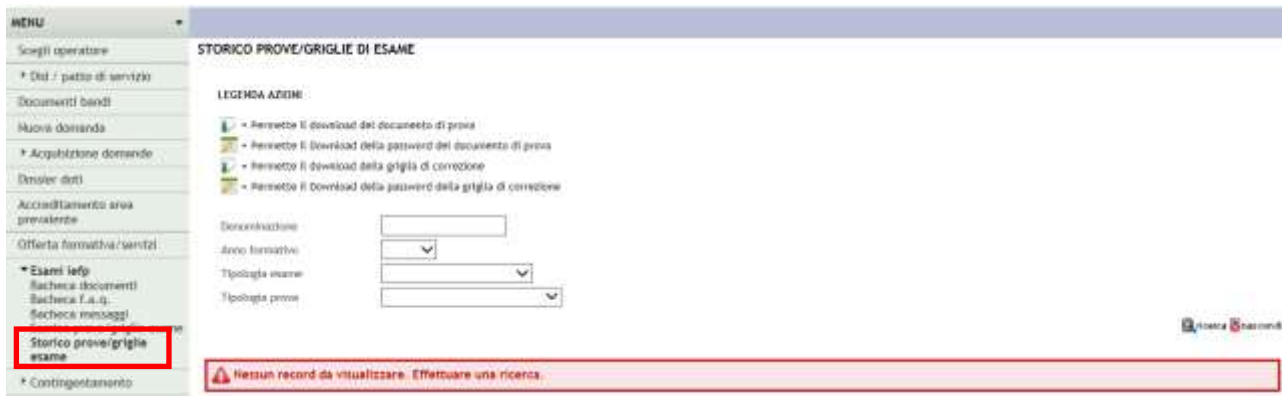 MENU
Scegli operatore
Did / patto di servizio
Documenti bandi
Nuova domanda
Acquisizione domande
Dossier doti
Accreditamento area
prevalente
Offerta formativa/servizi
Esami iefp
Bacheca documenti
Bacheca f.a.q.
Bacheca messaggi
Storico prove/griglie
esame
Contingentamento
STORICO PROVE/GRIGLIE DI ESAME
LEGENDA AZIONI
= Permette il download del documento di prova
= Permette il Download della password del documento di prova
= Permette il download della griglia di correzione
= Permette il Download della password della griglia di correzione
Denominazione
Anno formativo
Tipologia esame
Tipologia prove
ricerca nascondi
Nessun record da visualizzare. Effettuare una ricerca.